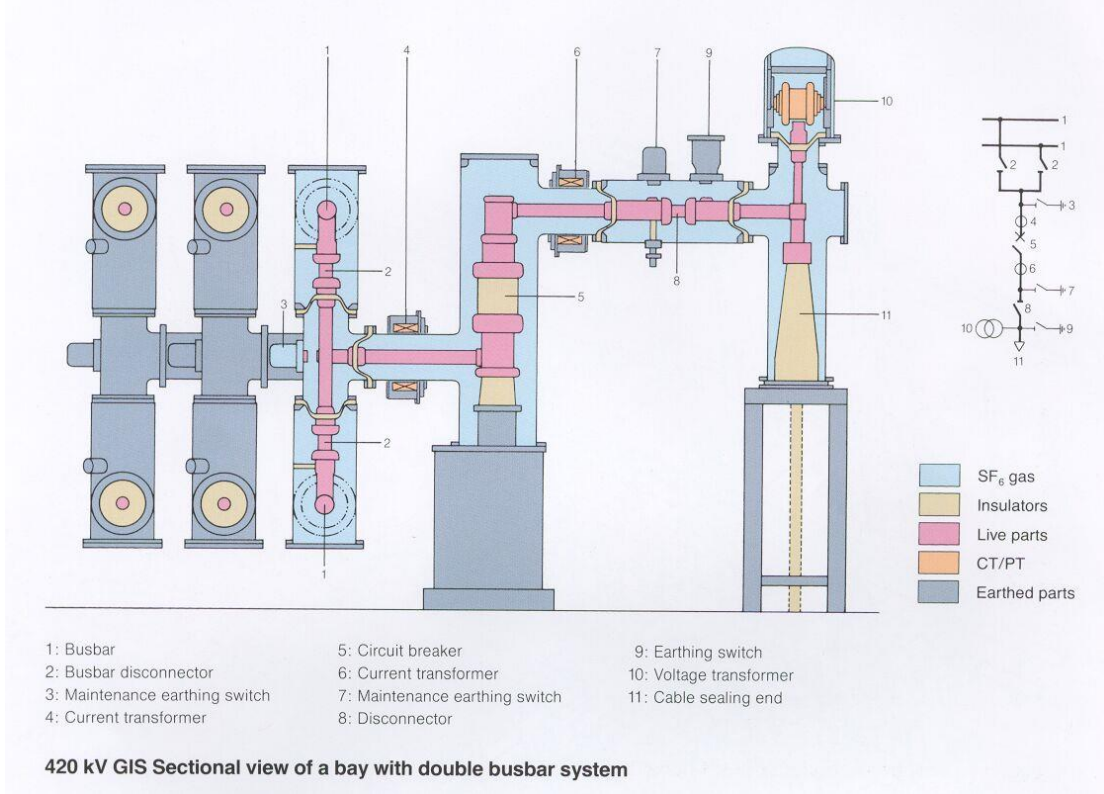 1
4
6
7
9
10
1
1
2
2
3
4
5
6
7
8
9
10
11
2
3
5
8
11
2
1
SF₆ gas
Insulators
Live parts
CT/PT
Earthed parts
1: Busbar
2: Busbar disconnector
3: Maintenance earthing switch
4: Current transformer
5: Circuit breaker
6: Current transformer
7: Maintenance earthing switch
8: Disconnector
9: Earthing switch
10: Voltage transformer
11: Cable sealing end
420 kV GIS Sectional view of a bay with double busbar system